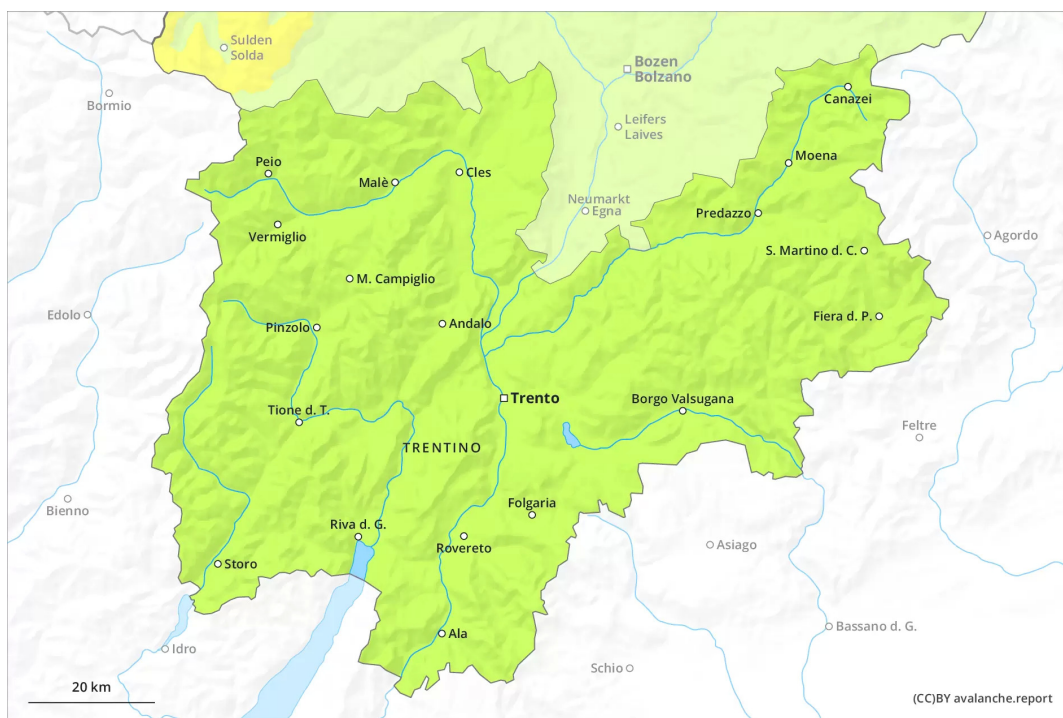 Sulden
Solda
Bozen
Bolzano
Bormio
Canazei
Leifers
Laives
Peio
Malè
Cles
Moena
Neumarkt
Egna
Predazzo
Vermiglio
Agordo
S. Martino d. C.
M. Campiglio
Edolo
Pinzolo
Andalo
Fiera d. P.
Trento
Borgo Valsugana
Tione d. T.
Feltre
TRENTINO
Bienno
Folgaria
Riva d. G.
Rovereto
Asiago
Storo
Bassano d. G.
Ala
Idro
Schio
20 km
(CC)BY avalanche.report